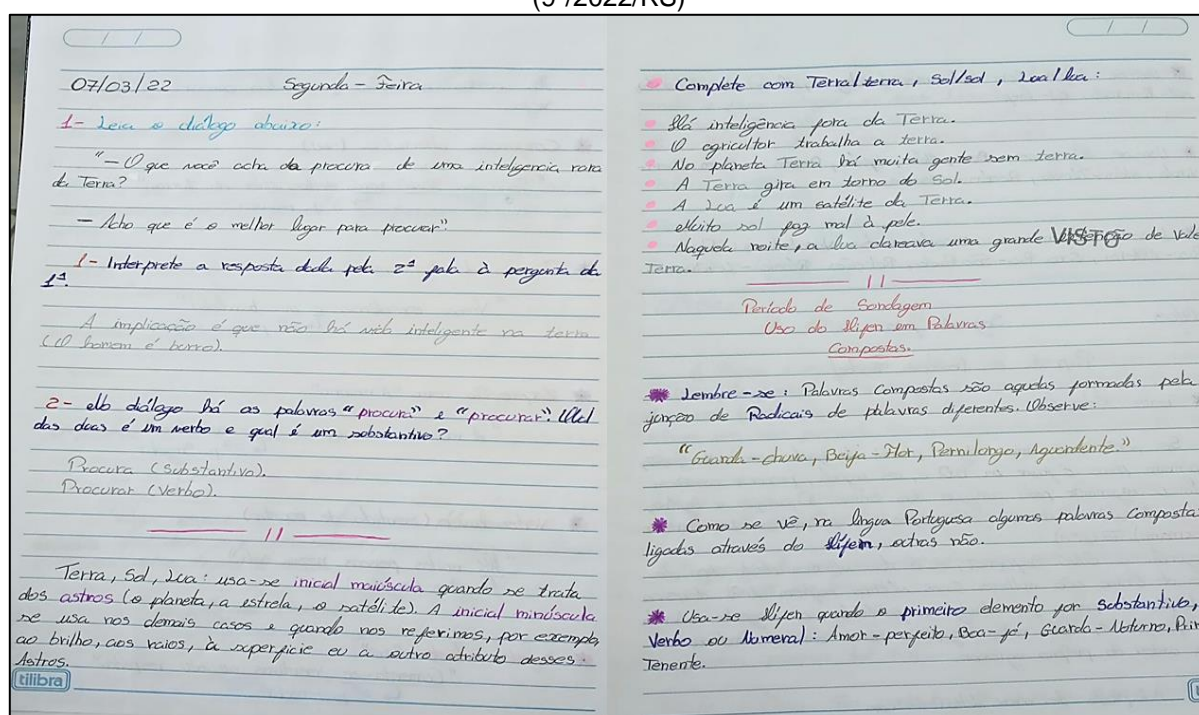 (5ª/2022/RS)
07/03/22 Segunda - Feira
1- Leia o diálogo abaixo:
"- O que você acha da procura de uma inteligencia fora
da Terra?
- Acho que é o melhor lugar para procurar".
1- Interprete a resposta dada pela 2ª fala à pergunta da
1ª.
A implicação é que não há vida inteligente na terra
(O homem é burro).
2- No diálogo há as palavras "procura" e "procurar". Qual
das duas é um verbo e qual é um substantivo?
Procura (substantivo).
Procurar (verbo).
11
Terra, Sol, Lua: usa-se inicial maiúscula quando se trata
dos astros (o planeta, a estrela, o satélite). A inicial minúscula
se usa nos demais casos e quando nos referimos, por exemplo,
ao brilho, aos raios, à superfície ou a outro atributo desses
Astros.
tilibra
Complete com Terra/terra, Sol/sol, Lua/lua:
Há inteligência fora da Terra.
O agricultor trabalha a terra.
No planeta Terra há muita gente sem terra.
A Terra gira em torno do Sol.
A Lua é um satélite da Terra.
Muito sol faz mal à pele.
Naquela noite, a lua clareava uma grande VISTO de
Terra.
11
Período de Sondagem
Uso do Hífen em Palavras
Compostas.
Lembre-se: Palavras Compostas são aquelas formadas pela
junção de Radicais de palavras diferentes. Observe:
"Guarda-chuva, Beija-Flor, Pernilongo, Aguardente."
Como se vê, na língua Portuguesa algumas palavras composta
ligadas através do Hífem, outras não.
Usa-se Hífen quando o primeiro elemento for substantivo,
Verbo ou Numeral: Amor-perfeito, Boa-fé, Guarda-Noturno,
Tenente.